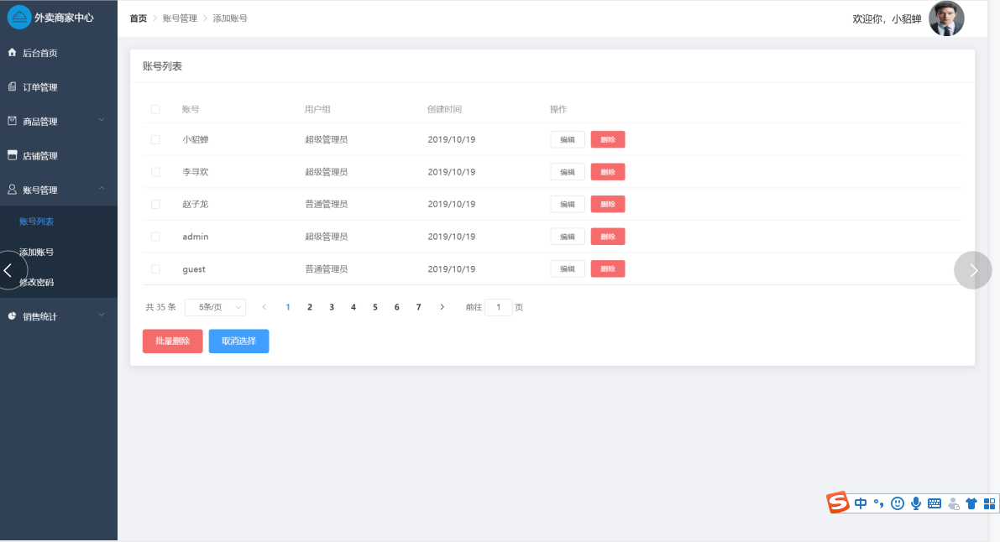 外卖商家中心
首页 > 账号管理 > 添加账号
欢迎你，小貂蝉
后台首页
订单管理
商品管理
店铺管理
账号管理
账号列表
添加账号
修改密码
销售统计
账号列表
账号 用户组 创建时间 操作
小貂蝉 超级管理员 2019/10/19 编辑 删除
李寻欢 超级管理员 2019/10/19 编辑 删除
赵子龙 普通管理员 2019/10/19 编辑 删除
admin 超级管理员 2019/10/19 编辑 删除
guest 普通管理员 2019/10/19 编辑 删除
共 35 条 5条/页 < 1 2 3 4 5 6 7 > 前往 1 页
批量删除 取消选择
S 中